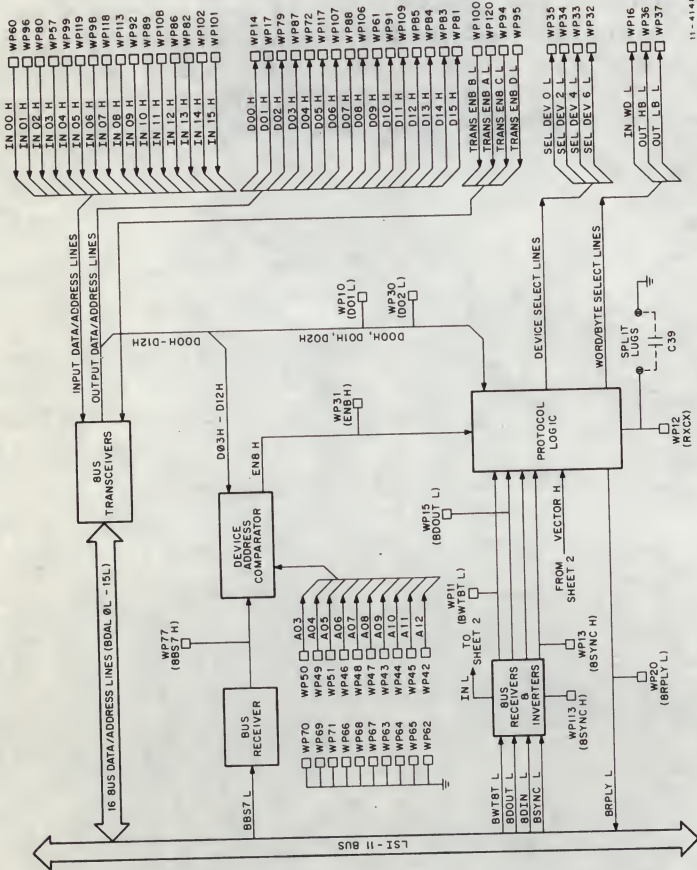 16 BUS DATA/ADDRESS LINES (BDAL 0L - 15L)
BUS
TRANSCEIVERS
INPUT DATA/ADDRESS LINES
OUTPUT DATA/ADDRESS LINES
IN 00 H WP60
IN 01 H WP96
IN 02 H WP80
IN 03 H WP57
IN 04 H WP99
IN 05 H WP119
IN 06 H WP98
IN 07 H WP118
IN 08 H WP113
IN 09 H WP92
IN 10 H WP89
IN 11 H WP108
IN 12 H WP86
IN 13 H WP82
IN 14 H WP102
IN 15 H WP101
D00 H WP14
D01 H WP17
D02 H WP79
D03 H WP87
D04 H WP72
D05 H WP117
D06 H WP107
D07 H WP88
D08 H WP106
D09 H WP61
D10 H WP91
D11 H WP109
D12 H WP85
D13 H WP84
D14 H WP83
D15 H WP81
TRANS ENB B L WP100
TRANS ENB A L WP120
TRANS ENB C L WP94
TRANS ENB D L WP95
D00H-D12H
D03H - D12H
D00H, D01H, D02H
WP10
(D01 L)
WP30
(D02 L)
BBS7 L
BUS
RECEIVER
WP77
(BBS7 H)
DEVICE
ADDRESS
COMPARATOR
ENB H
WP31
(ENB H)
WP70 WP50 A03
WP69 WP49 A04
WP71 WP51 A05
WP66 WP46 A06
WP68 WP48 A07
WP67 WP47 A08
WP63 WP43 A09
WP64 WP44 A10
WP65 WP45 A11
WP62 WP42 A12
LSI-11 BUS
BWTBT L
BDOUT L
BDIN L
BSYNC L
BUS
RECEIVERS
&
INVERTERS
IN L
TO
SHEET 2
WP11
(BWTBT L)
WP15
(BDOUT L)
WP113
(BSYNC H)
WP13
(BSYNC H)
FROM
SHEET 2
VECTOR H
PROTOCOL
LOGIC
DEVICE SELECT LINES
WORD/BYTE SELECT LINES
SEL DEV 0 L WP35
SEL DEV 2 L WP34
SEL DEV 4 L WP33
SEL DEV 6 L WP32
IN WD L WP16
OUT HB L WP36
OUT LB L WP37
BRPLY L
WP20
(BRPLY L)
WP12
(RXCX)
SPLIT
LUGS
C39